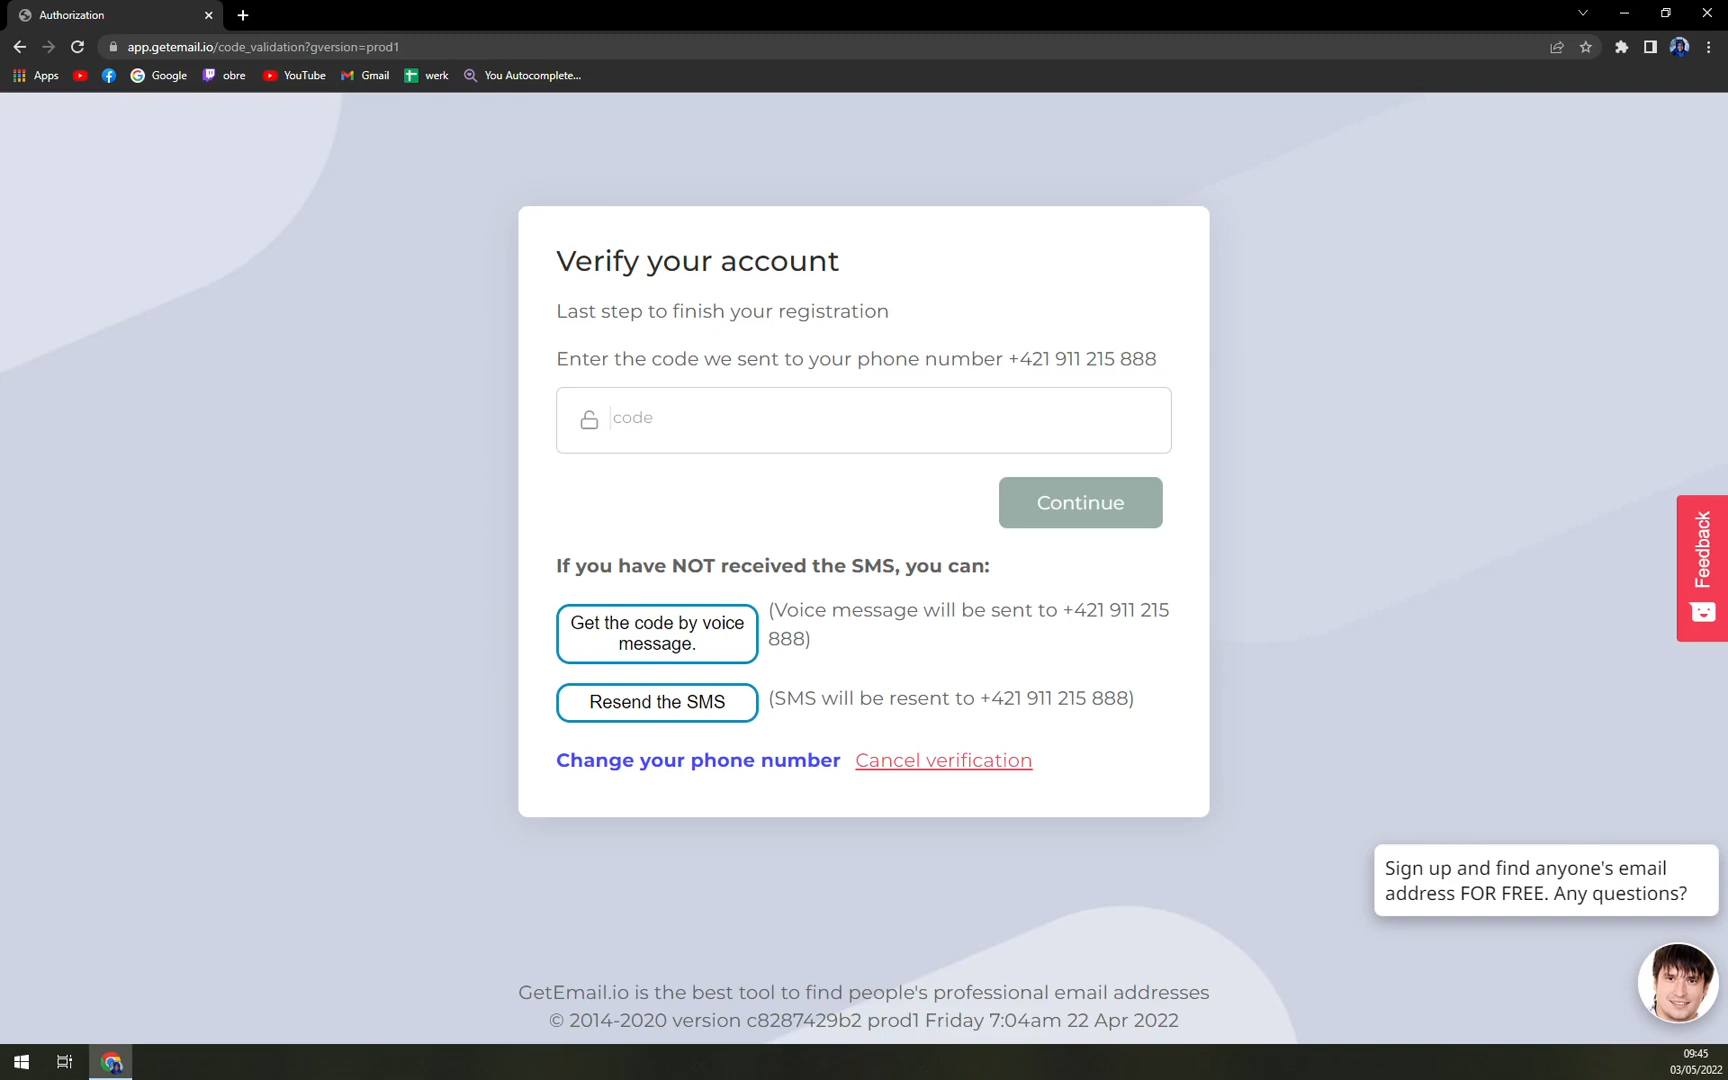 Authorization
app.getemail.io/code_validation?gversion=prod1
Apps Google obre YouTube Gmail werk You Autocomplete...
Verify your account
Last step to finish your registration
Enter the code we sent to your phone number +421 911 215 888
code
Continue
If you have NOT received the SMS, you can:
Get the code by voice
message.
(Voice message will be sent to +421 911 215
888)
Resend the SMS
(SMS will be resent to +421 911 215 888)
Change your phone number Cancel verification
Feedback
Sign up and find anyone's email
address FOR FREE. Any questions?
GetEmail.io is the best tool to find people's professional email addresses
© 2014-2020 version c8287429b2 prod1 Friday 7:04am 22 Apr 2022
09:45
03/05/2022